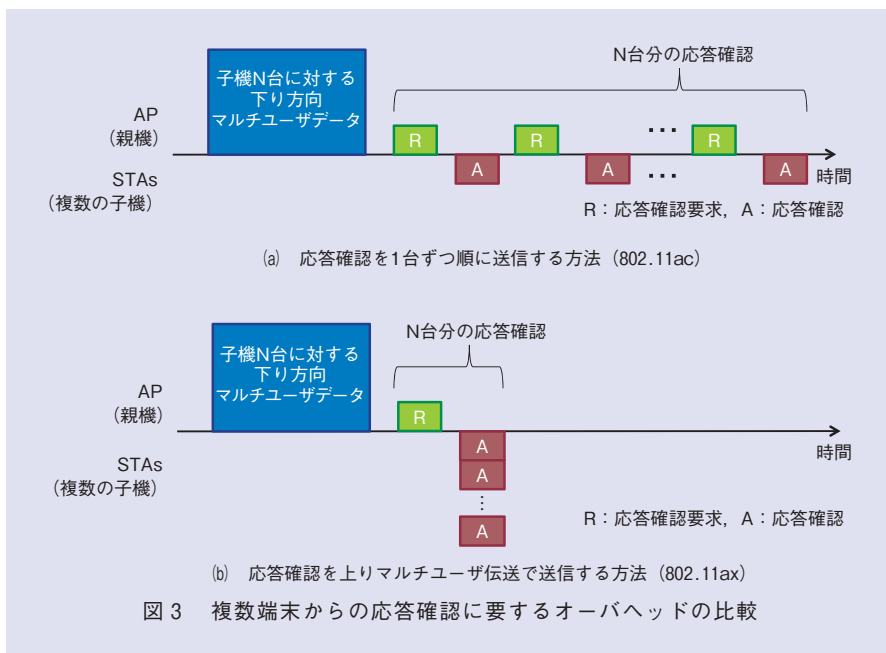 N台分の応答確認
子機N台に対する
下り方向
マルチユーザデータ
AP
(親機)
R
R
…
R
A
A
…
A
時間
STAs
(複数の子機)
R:応答確認要求,A:応答確認
(a) 応答確認を1台ずつ順に送信する方法(802.11ac)
N台分の応答確認
子機N台に対する
下り方向
マルチユーザデータ
AP
(親機)
R
時間
A
A
⋮
A
STAs
(複数の子機)
R:応答確認要求,A:応答確認
(b) 応答確認を上りマルチユーザ伝送で送信する方法(802.11ax)
図3 複数端末からの応答確認に要するオーバヘッドの比較